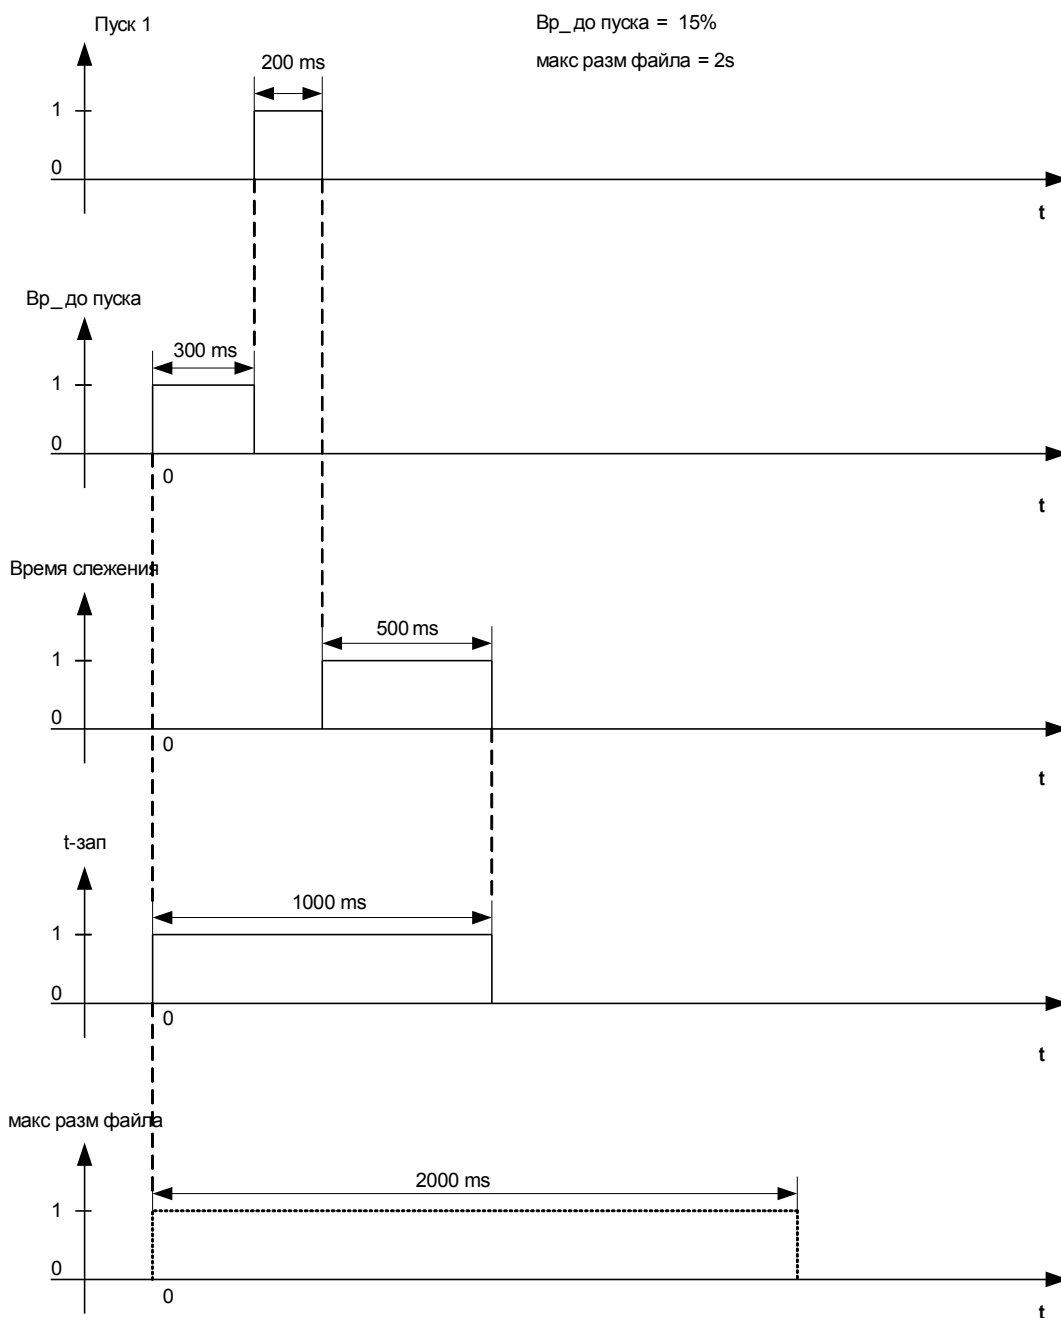 Пуск 1
Вр_до пуска = 15%
макс разм файла = 2s
200 ms
1
0
t
Вр_до пуска
300 ms
1
0
0
t
Время слежения
500 ms
1
0
0
t
t-зап
1000 ms
1
0
0
t
макс разм файла
2000 ms
1
0
0
t